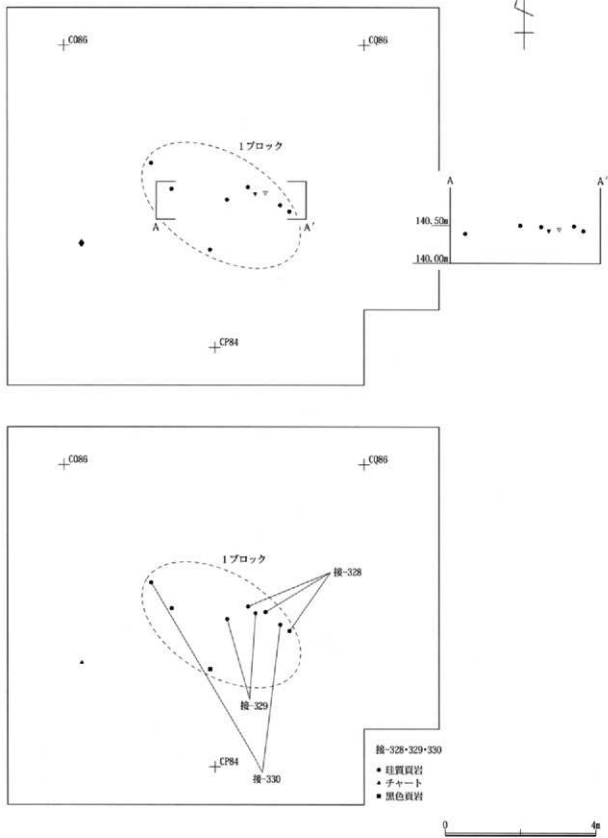 CO86
CQ86
1ブロック
A
A'
CP84
A
A'
140.50m
140.00m
CO86
CQ86
1ブロック
接-328
接-329
CP84
接-330
接-328・329・330
● 珪質頁岩
▲ チャート
■ 黒色頁岩
0
4m